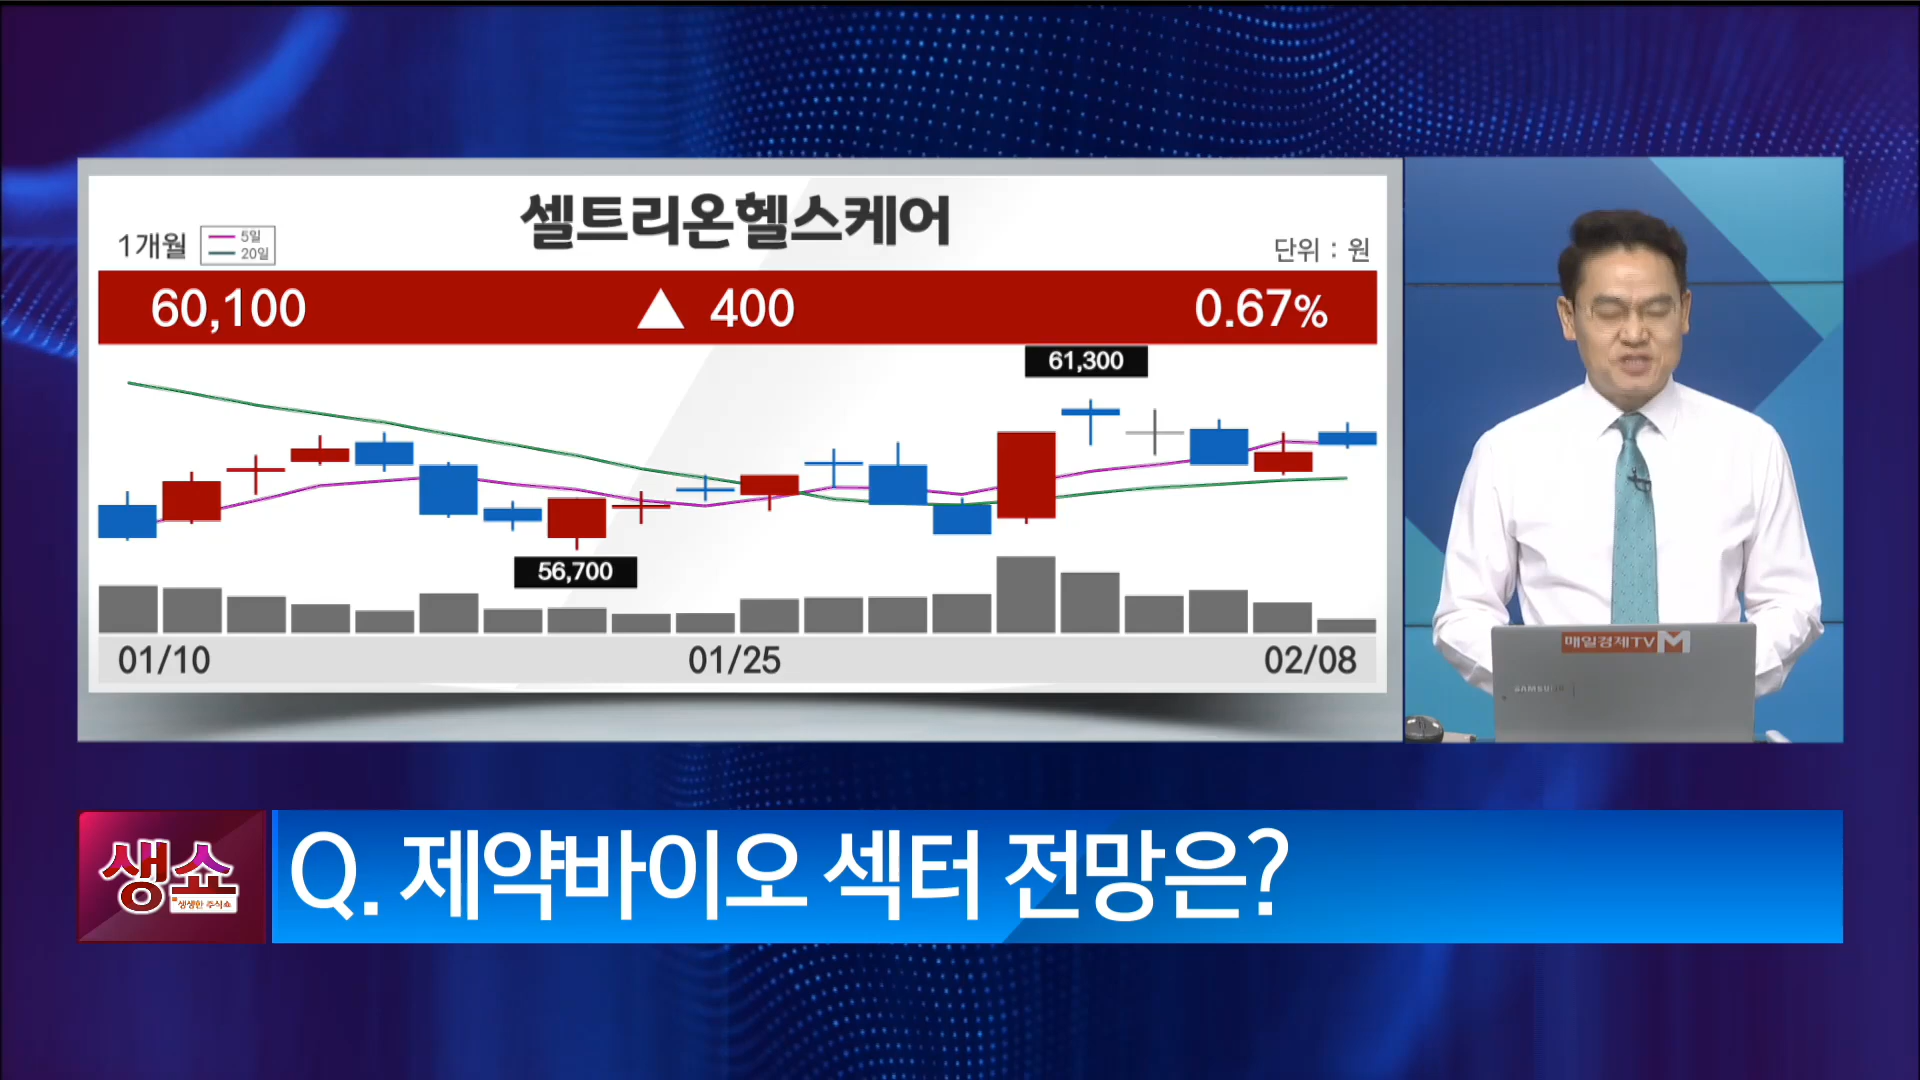 셀트리온헬스케어
1개월
5일
20일
단위 : 원
60,100 ▲ 400 0.67%
61,300
56,700
01/10 01/25 02/08
매일경제TV M
SAMSUNG
생쇼
생생한 주식쇼
Q. 제약바이오 섹터 전망은?